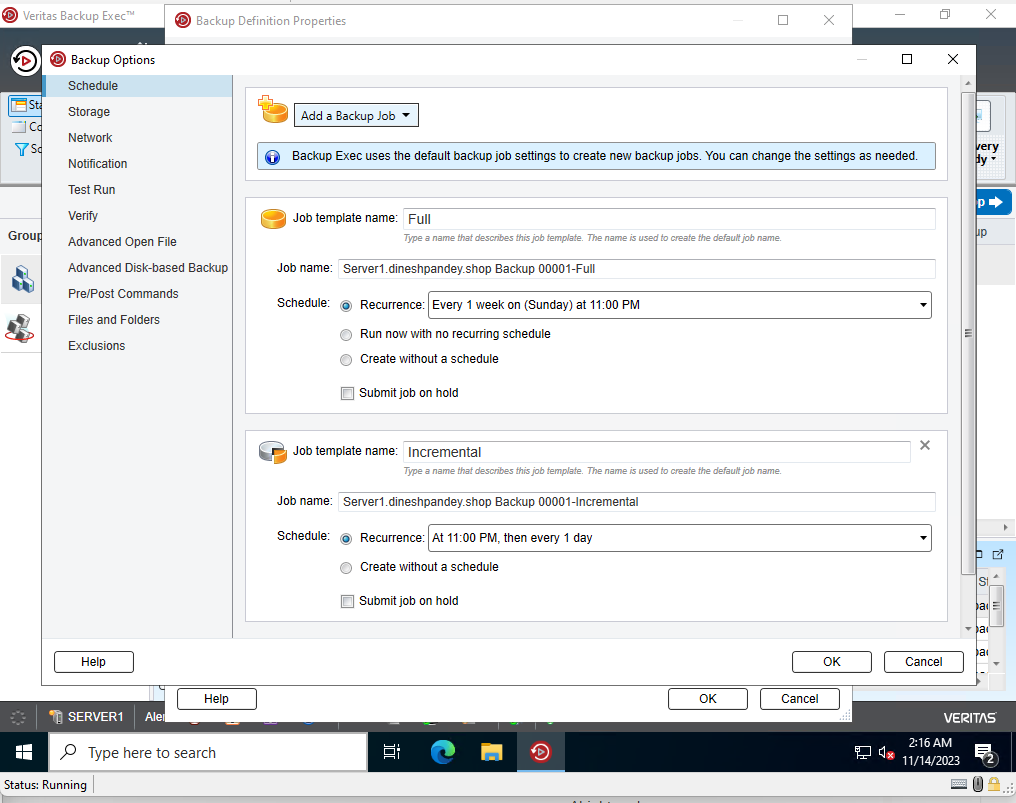 Veritas Backup Exec™
Backup Definition Properties
Backup Options
Schedule
Storage
Network
Notification
Test Run
Verify
Advanced Open File
Advanced Disk-based Backup
Pre/Post Commands
Files and Folders
Exclusions
Add a Backup Job
Backup Exec uses the default backup job settings to create new backup jobs. You can change the settings as needed.
Job template name: Full
Type a name that describes this job template. The name is used to create the default job name.
Job name: Server1.dineshpandey.shop Backup 00001-Full
Schedule: Recurrence: Every 1 week on (Sunday) at 11:00 PM
Run now with no recurring schedule
Create without a schedule
Submit job on hold
Job template name: Incremental
Type a name that describes this job template. The name is used to create the default job name.
Job name: Server1.dineshpandey.shop Backup 00001-Incremental
Schedule: Recurrence: At 11:00 PM, then every 1 day
Create without a schedule
Submit job on hold
Help
OK
Cancel
Group
Help
OK
Cancel
SERVER1
VERITAS
Type here to search
2:16 AM
11/14/2023
2
Status: Running